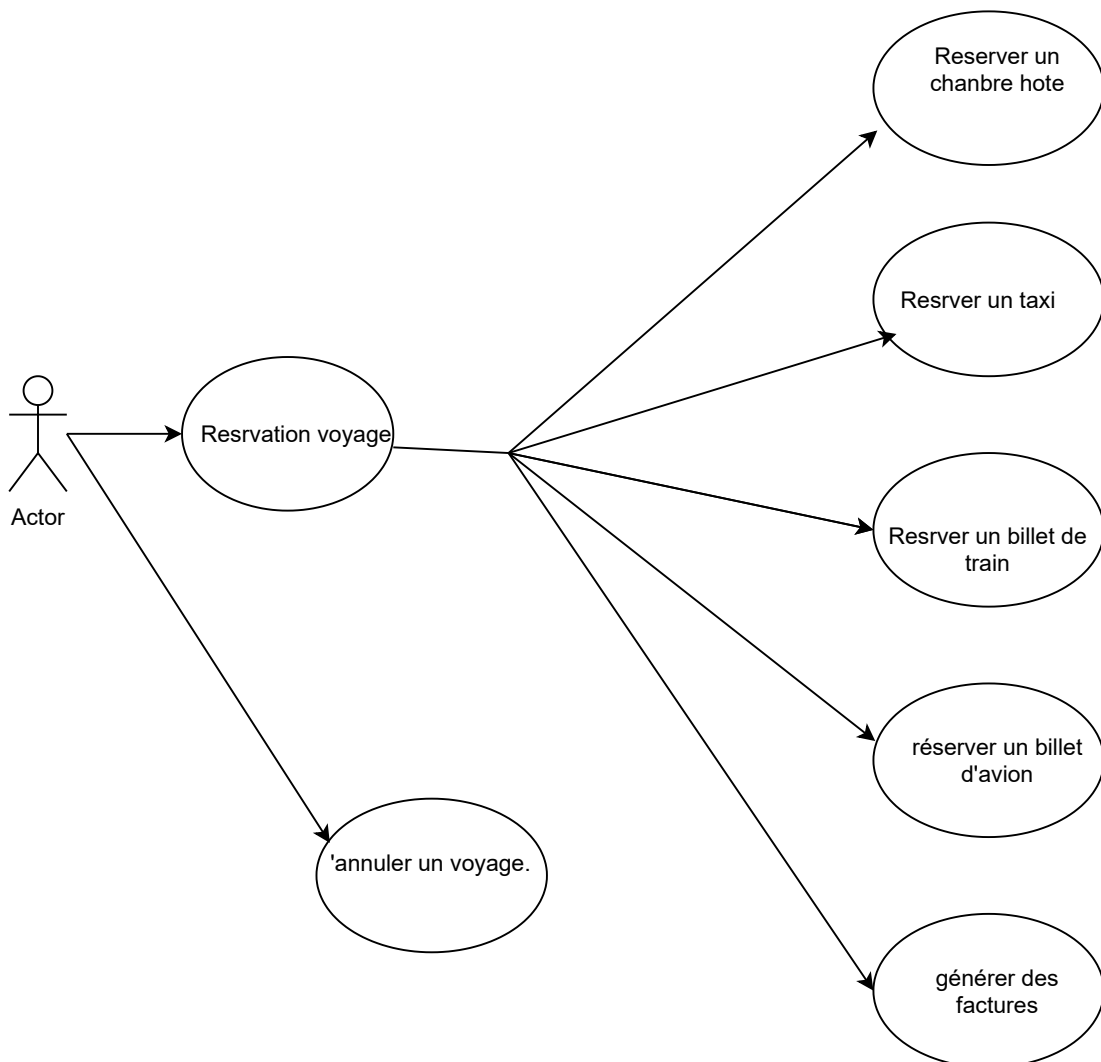 Reserver un
chanbre hote
Resrver un taxi
Resrvation voyage
Actor
Resrver un billet de
train
réserver un billet
d'avion
'annuler un voyage.
générer des
factures